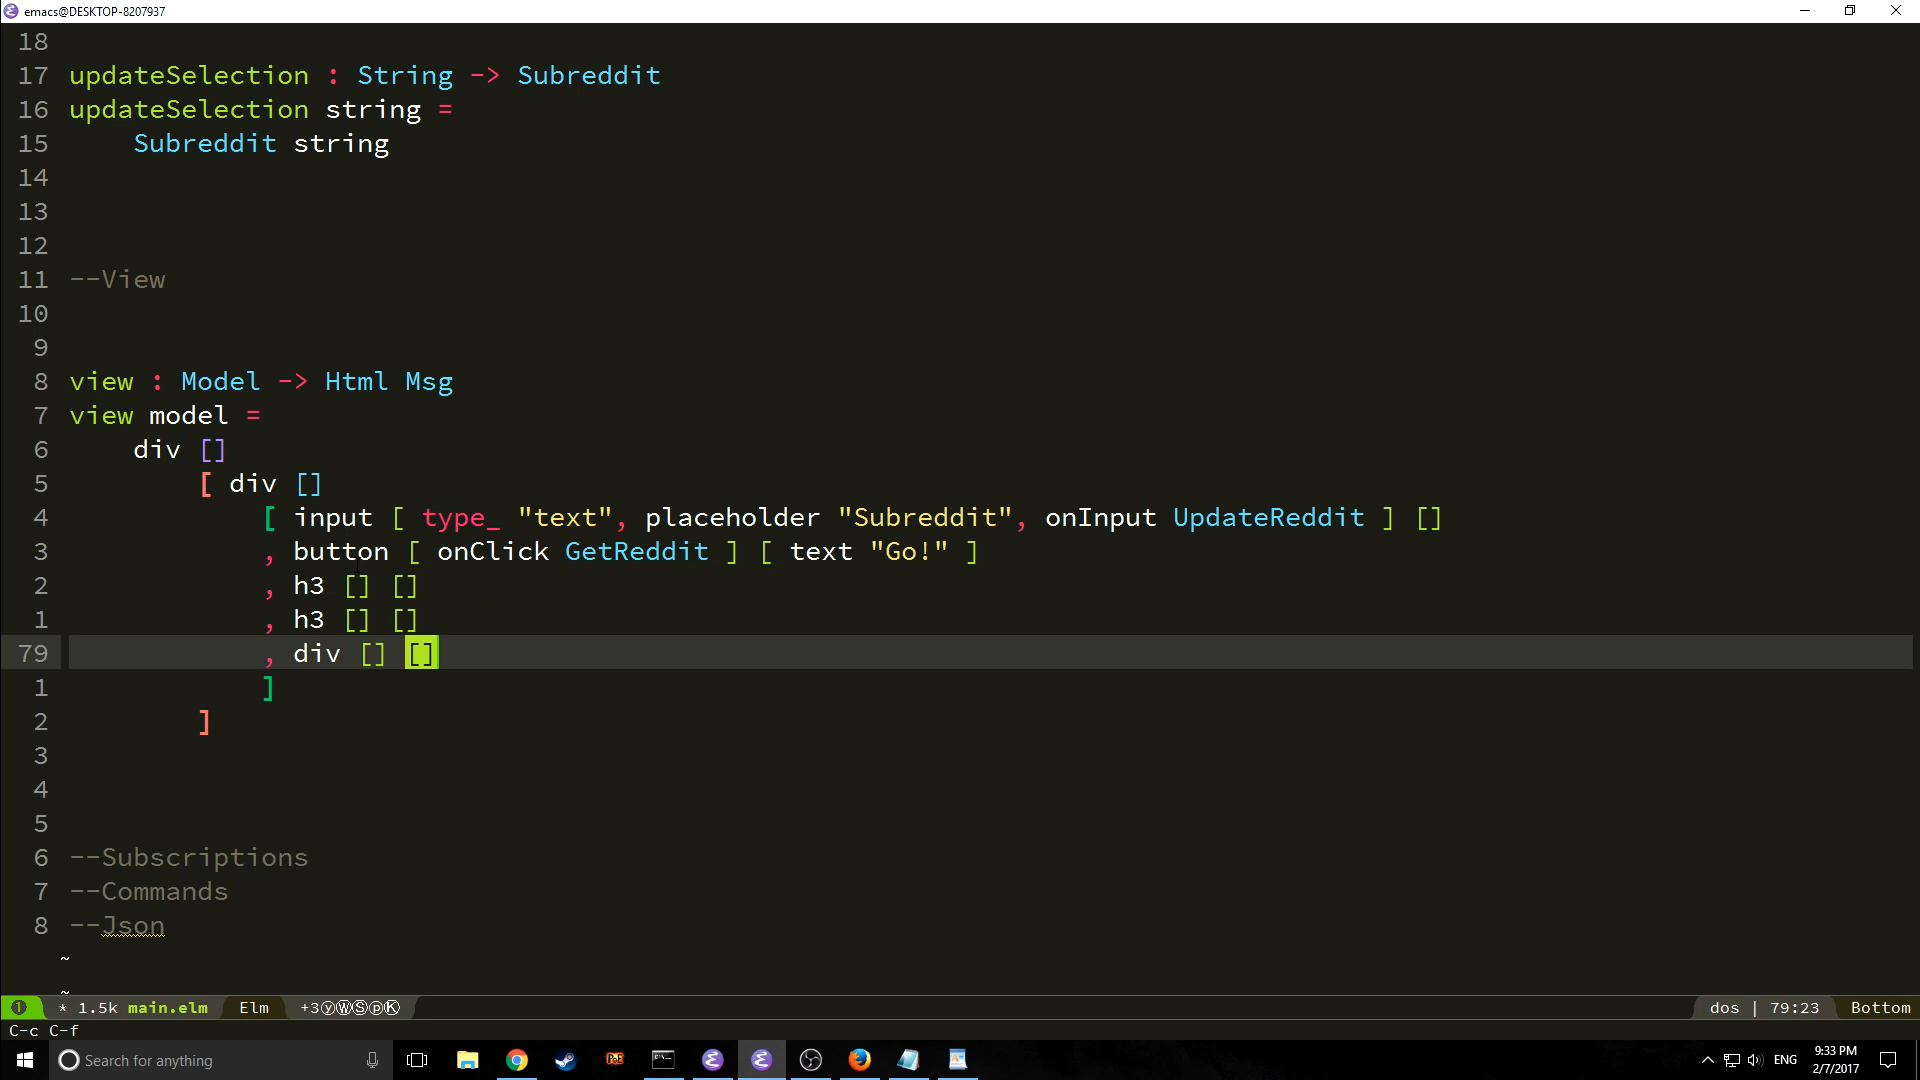 emacs@DESKTOP-8207937
18
17 updateSelection : String -> Subreddit
16 updateSelection string =
15     Subreddit string
14
13
12
11 --View
10
9
8 view : Model -> Html Msg
7 view model =
6     div []
5         [ div []
4             [ input [ type_ "text", placeholder "Subreddit", onInput UpdateReddit ] []
3             , button [ onClick GetReddit ] [ text "Go!" ]
2             , h3 [] []
1             , h3 [] []
79             , div [] []
1             ]
2         ]
3
4
5
6 --Subscriptions
7 --Commands
8 --Json
~
~
1 * 1.5k main.elm Elm +3ⓨⓌⓈⓟⓀ dos | 79:23 Bottom
C-c C-f
Search for anything ENG 9:33 PM
2/7/2017